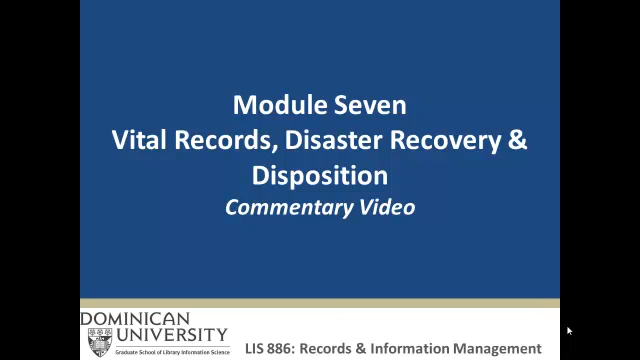 Module Seven
Vital Records, Disaster Recovery &
Disposition
Commentary Video
DOMINICAN
UNIVERSITY
Graduate School of Library Information Science
LIS 886: Records & Information Management